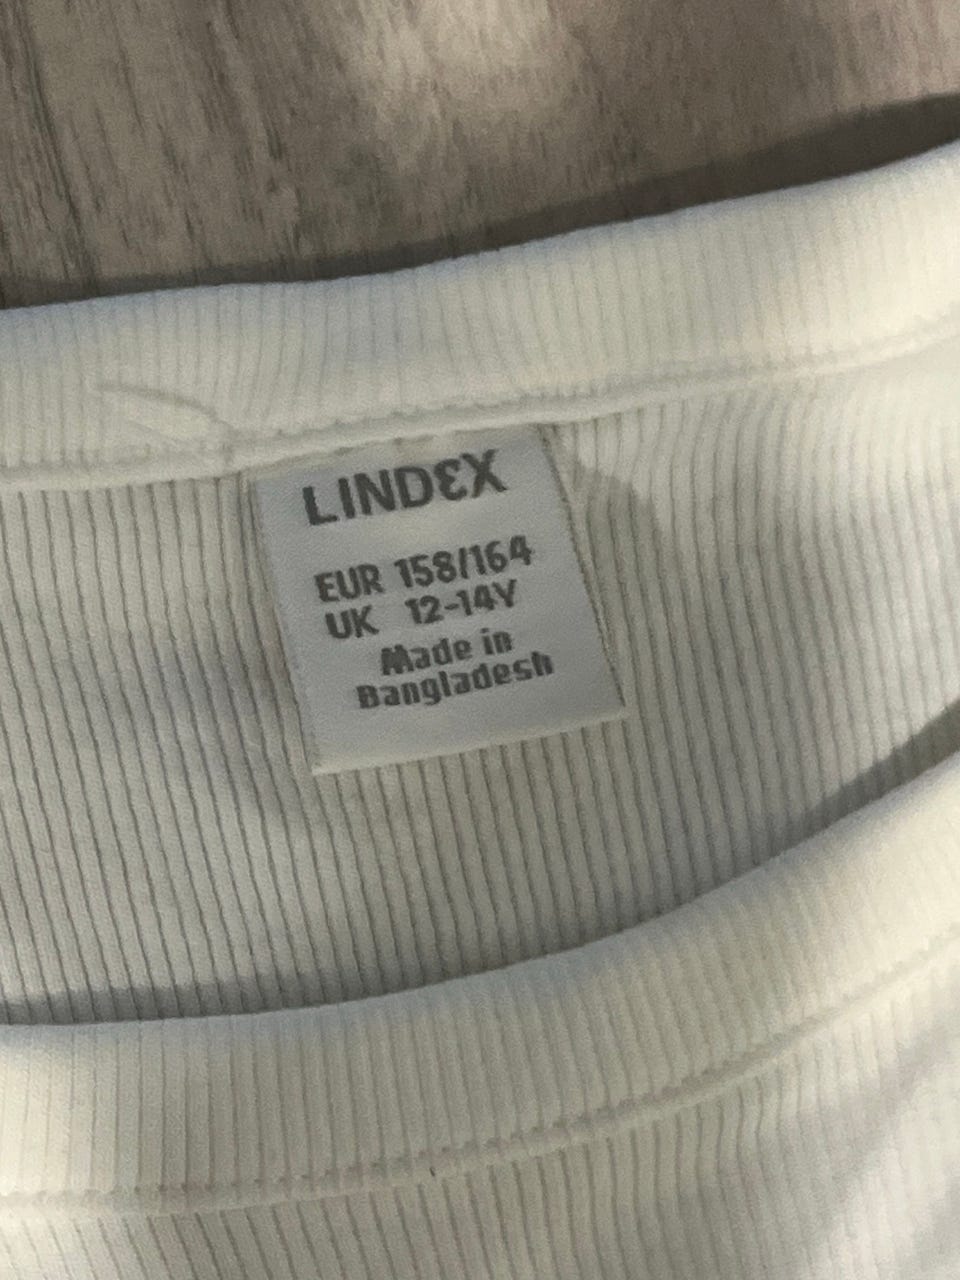 LINDEX
EUR 158/164
UK 12-14Y
Made in
Bangladesh